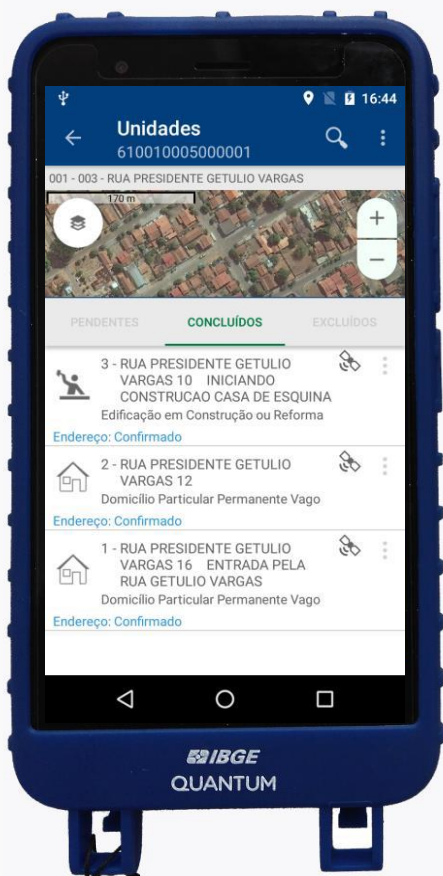 16:44
Unidades
610010005000001
001 - 003 - RUA PRESIDENTE GETULIO VARGAS
170 m
+
−
PENDENTES
CONCLUÍDOS
EXCLUÍDOS
3 - RUA PRESIDENTE GETULIO
VARGAS 10 INICIANDO
CONSTRUCAO CASA DE ESQUINA
Edificação em Construção ou Reforma
Endereço: Confirmado
2 - RUA PRESIDENTE GETULIO
VARGAS 12
Domicílio Particular Permanente Vago
Endereço: Confirmado
1 - RUA PRESIDENTE GETULIO
VARGAS 16 ENTRADA PELA
RUA GETULIO VARGAS
Domicílio Particular Permanente Vago
Endereço: Confirmado
IBGE
QUANTUM